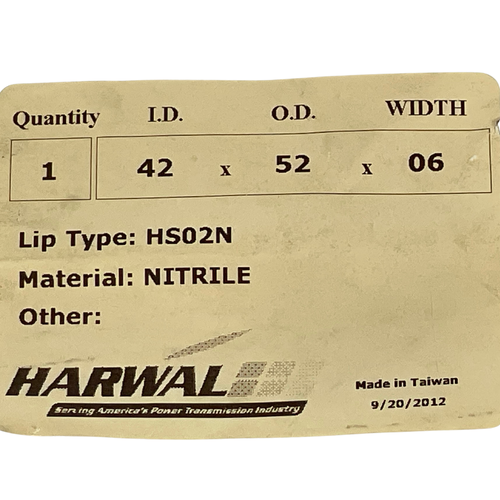 Quantity I.D. O.D. WIDTH
1 42 x 52 x 06
Lip Type: HS02N
Material: NITRILE
Other:
HARWAL
Serving America's Power Transmission Industry
Made in Taiwan
9/20/2012